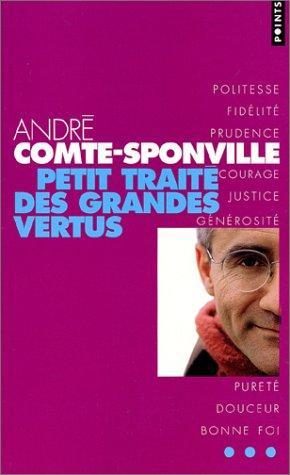 POINTS
POLITESSE
FIDÉLITÉ
PRUDENCE
COURAGE
JUSTICE
GÉNÉROSITÉ
ANDRÉ
COMTE-SPONVILLE
PETIT TRAITÉ
DES GRANDES
VERTUS
PURETÉ
DOUCEUR
BONNE FOI